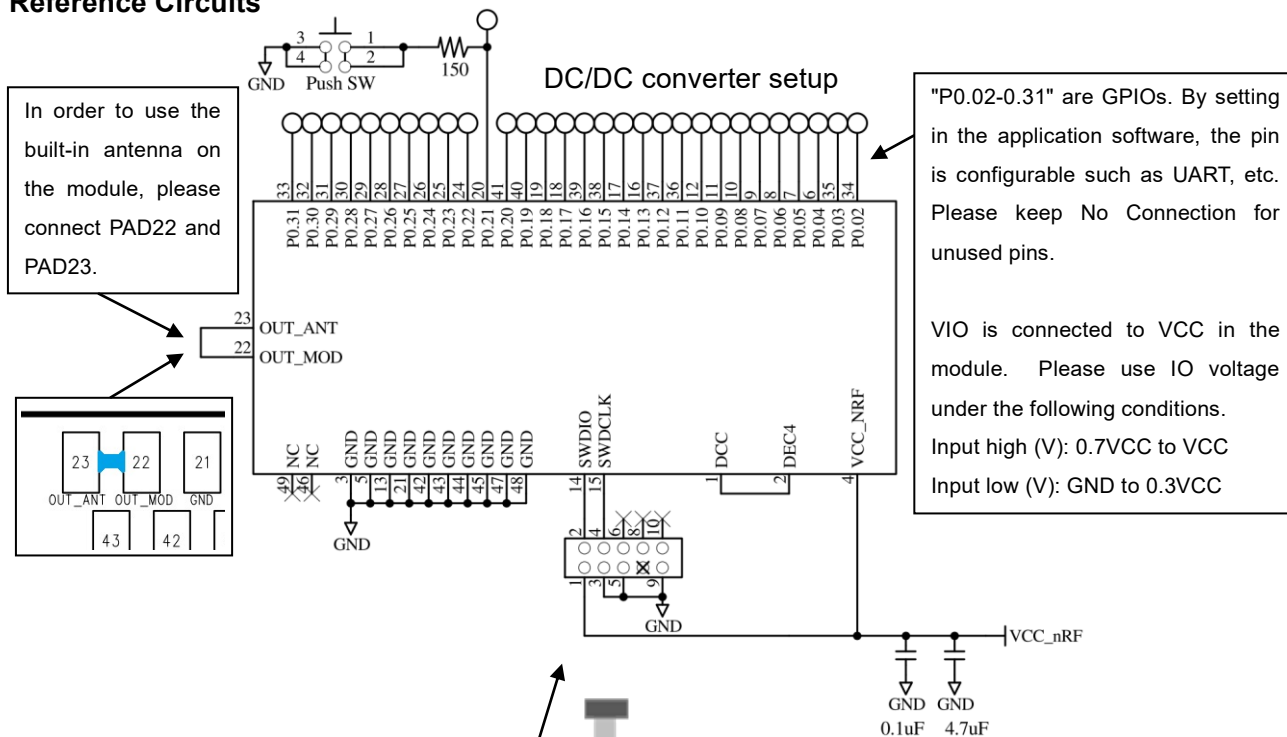 Reference Circuits
3
4
1
2
GND
Push SW
150
DC/DC converter setup
In order to use the
built-in antenna on
the module, please
connect PAD22 and
PAD23.
"P0.02-0.31" are GPIOs. By setting
in the application software, the pin
is configurable such as UART, etc.
Please keep No Connection for
unused pins.
VIO is connected to VCC in the
module. Please use IO voltage
under the following conditions.
Input high (V): 0.7VCC to VCC
Input low (V): GND to 0.3VCC
33 32 31 30 29 28 27 26 25 24 20 41 40 19 18 39 38 17 16 37 36 12 11 10 9 8 7 6 35 34
P0.31 P0.30 P0.29 P0.28 P0.27 P0.26 P0.25 P0.24 P0.23 P0.22 P0.21 P0.20 P0.19 P0.18 P0.17 P0.16 P0.15 P0.14 P0.13 P0.12 P0.11 P0.10 P0.09 P0.08 P0.07 P0.06 P0.05 P0.04 P0.03 P0.02
23 OUT_ANT
22 OUT_MOD
NC NC GND GND GND GND GND GND GND GND GND GND SWDIO SWDCLK DCC DEC4 VCC_NRF
49 46 3 5 13 21 42 43 44 45 47 48 14 15 1 2 4
GND
23 22 21
OUT_ANT OUT_MOD GND
43 42
2 4 6 8 10
1 3 5 9
GND
VCC_nRF
GND GND
0.1uF 4.7uF